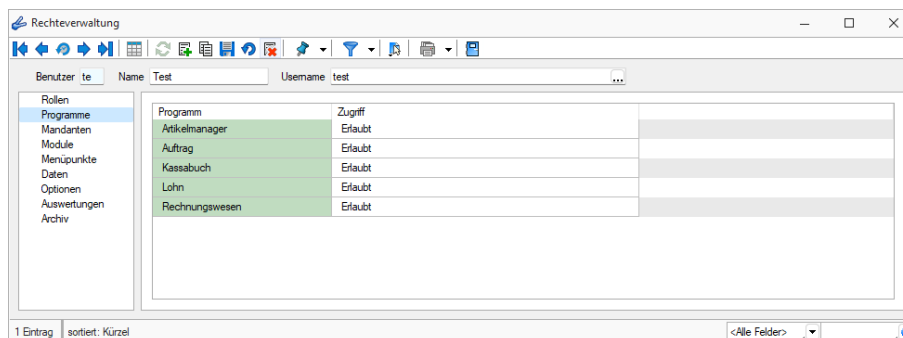 Rechteverwaltung
Benutzer te Name Test Username test ...
Rollen
Programme
Mandanten
Module
Menüpunkte
Daten
Optionen
Auswertungen
Archiv
Programm Zugriff
Artikelmanager Erlaubt
Auftrag Erlaubt
Kassabuch Erlaubt
Lohn Erlaubt
Rechnungswesen Erlaubt
1 Eintrag sortiert: Kürzel <Alle Felder>